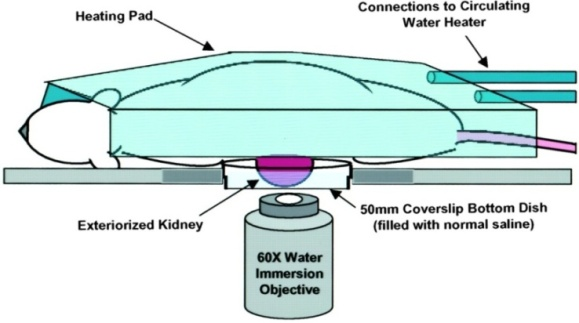 Heating Pad
Connections to Circulating
Water Heater
Exteriorized Kidney
50mm Coverslip Bottom Dish
(filled with normal saline)
60X Water
Immersion
Objective